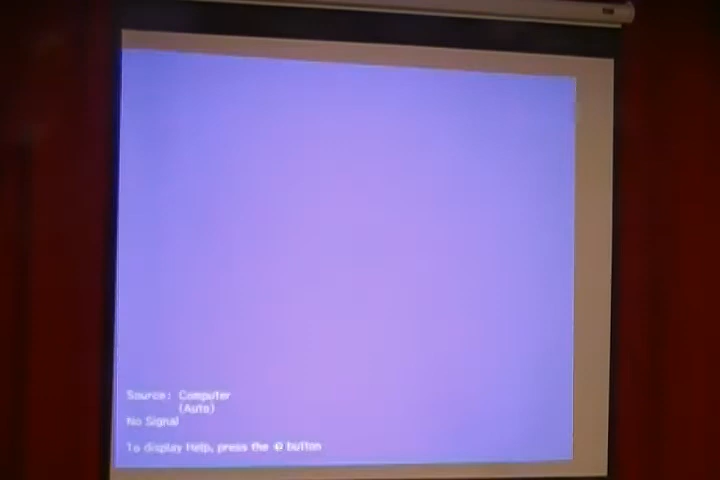 Source: Computer
(Auto)
No Signal
To display Help, press the button